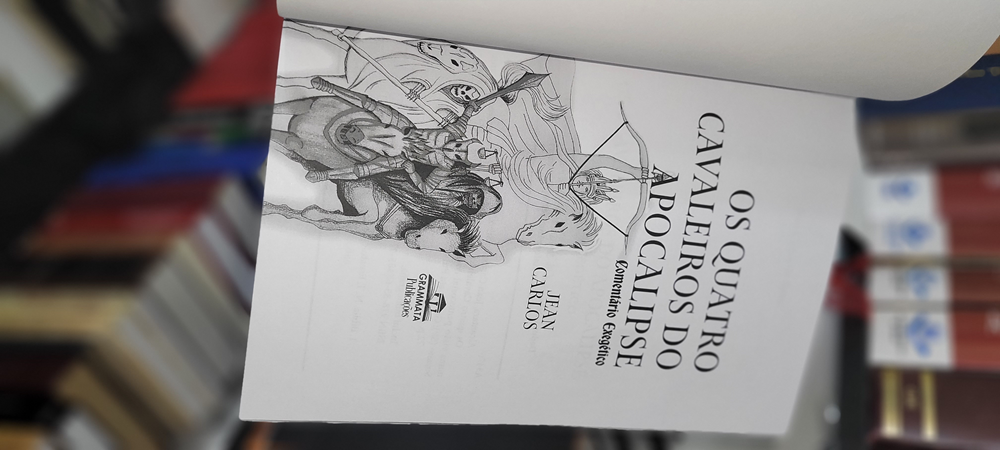 OS QUATRO
CAVALEIROS DO
APOCALIPSE
Comentário Exegético
JEAN
CARLOS
GRAMMATA
Publicações